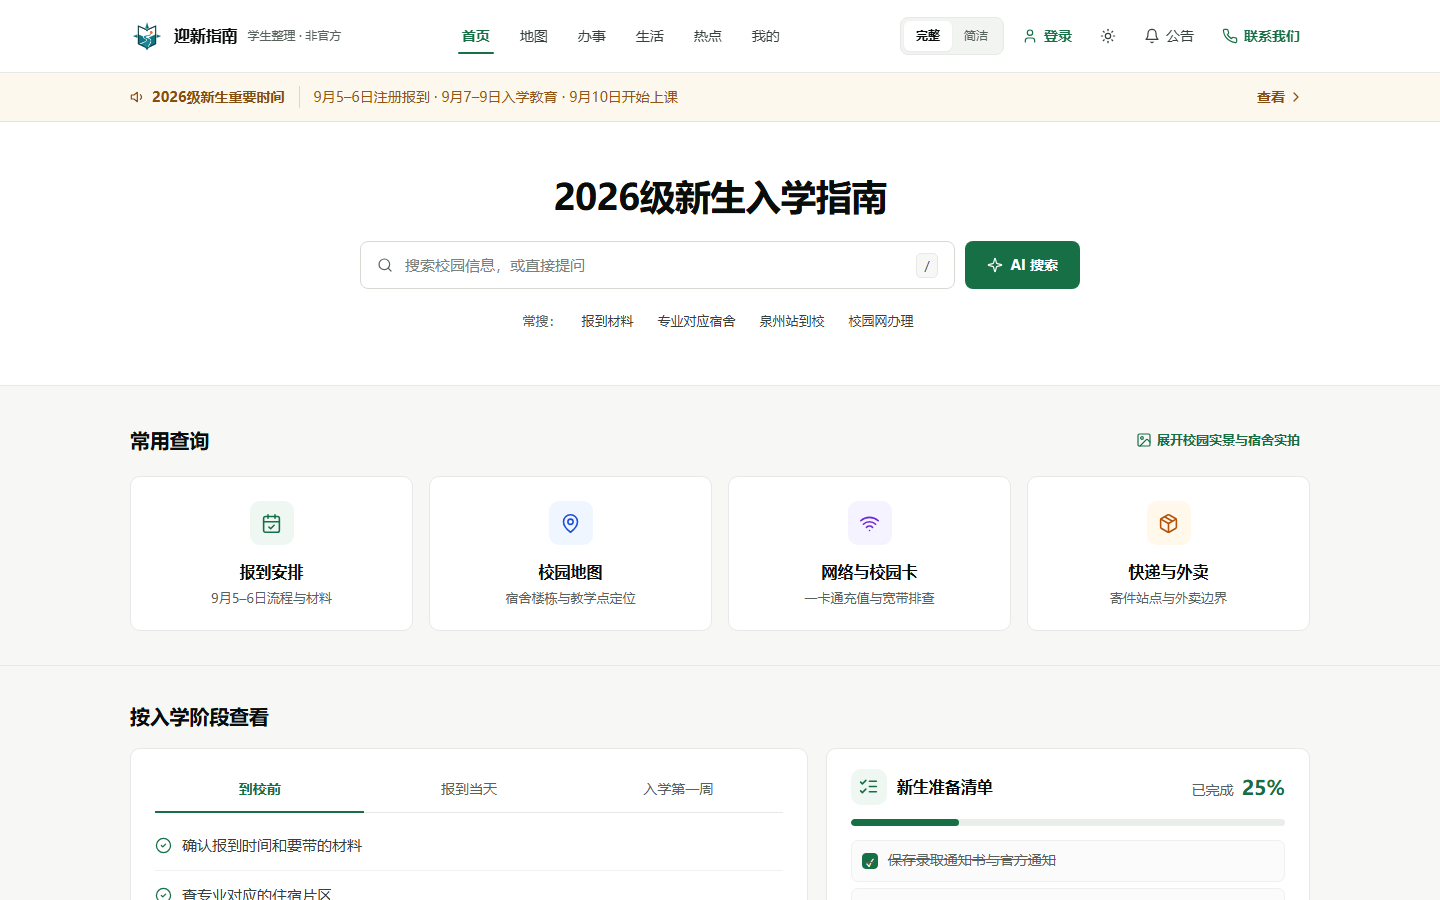 迎新指南 学生整理 · 非官方 首页 地图 办事 生活 热点 我的 完整 简洁 登录 公告 联系我们
2026级新生重要时间 9月5–6日注册报到 · 9月7–9日入学教育 · 9月10日开始上课 查看
2026级新生入学指南
搜索校园信息，或直接提问 / AI 搜索
常搜： 报到材料 专业对应宿舍 泉州站到校 校园网办理
常用查询 展开校园实景与宿舍实拍
报到安排 校园地图 网络与校园卡 快递与外卖
9月5–6日流程与材料 宿舍楼栋与教学点定位 一卡通充值与宽带排查 寄件站点与外卖边界
按入学阶段查看
到校前 报到当天 入学第一周 新生准备清单 已完成 25%
确认报到时间和要带的材料
保存录取通知书与官方通知
查专业对应的住宿片区